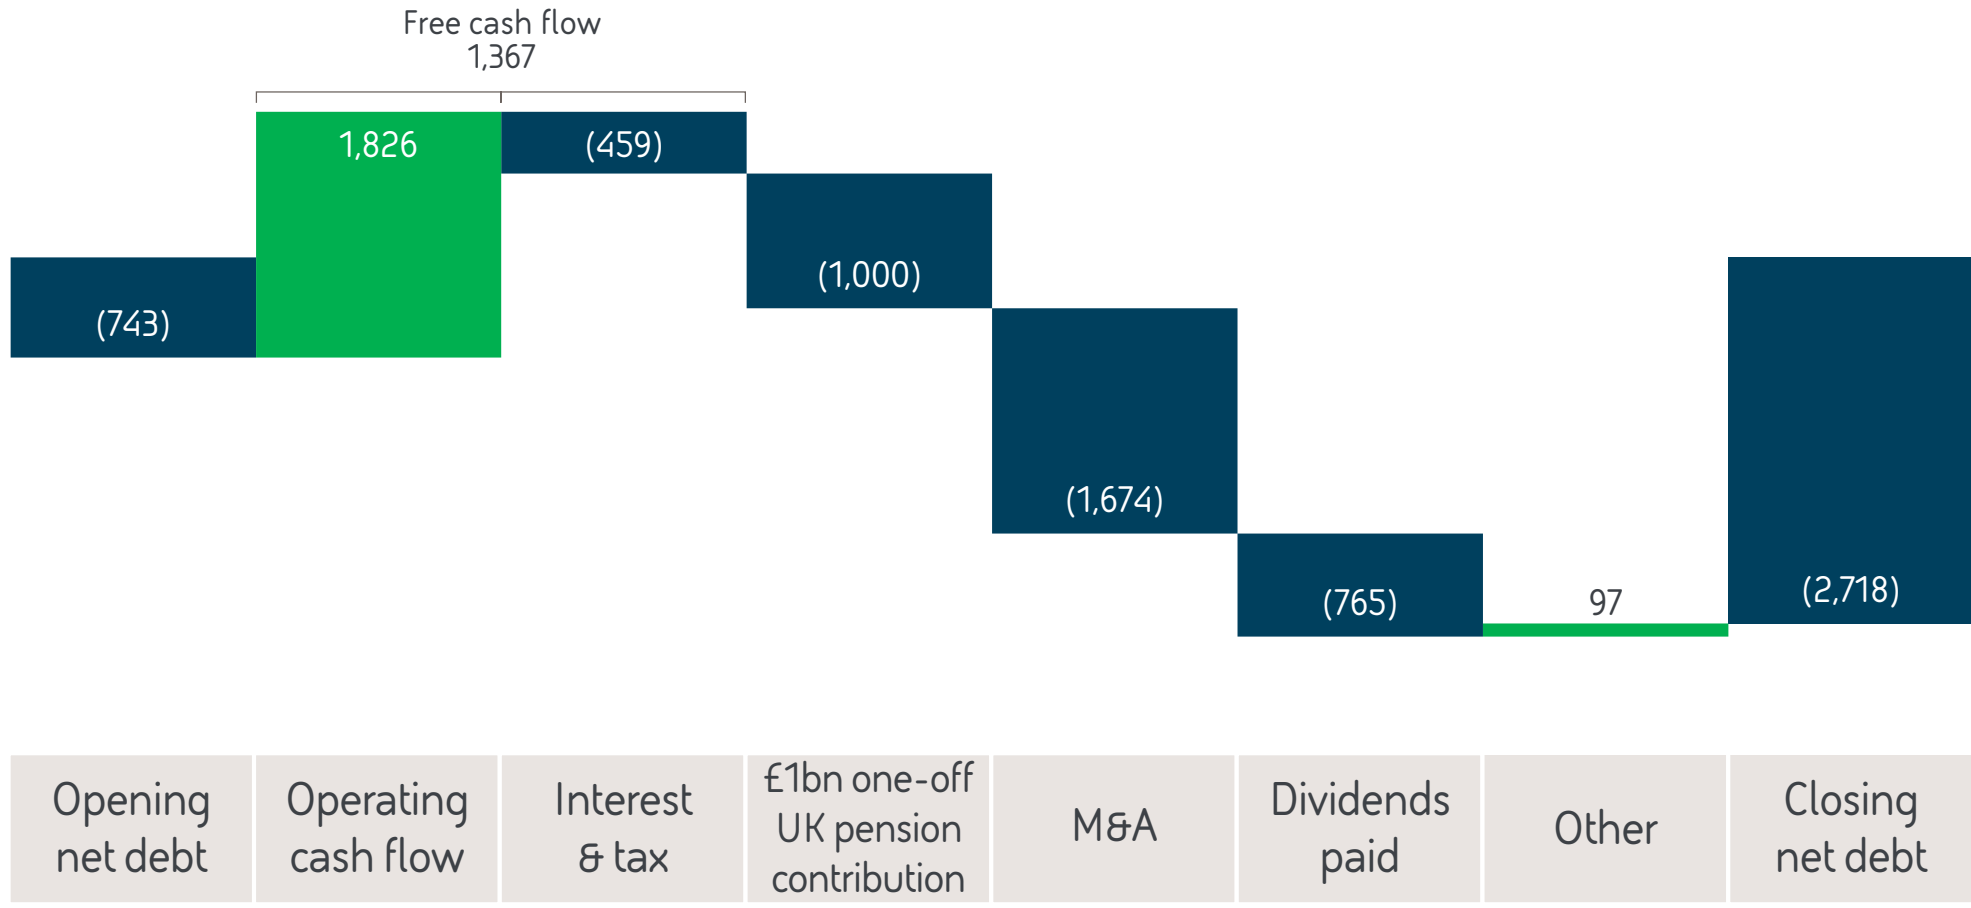 Free cash flow
1,367
1,826
(459)
(743)
(1,000)
(1,674)
(765)
97
(2,718)
Opening
net debt
Operating
cash flow
Interest
& tax
£1bn one-off
UK pension
contribution
M&A
Dividends
paid
Other
Closing
net debt